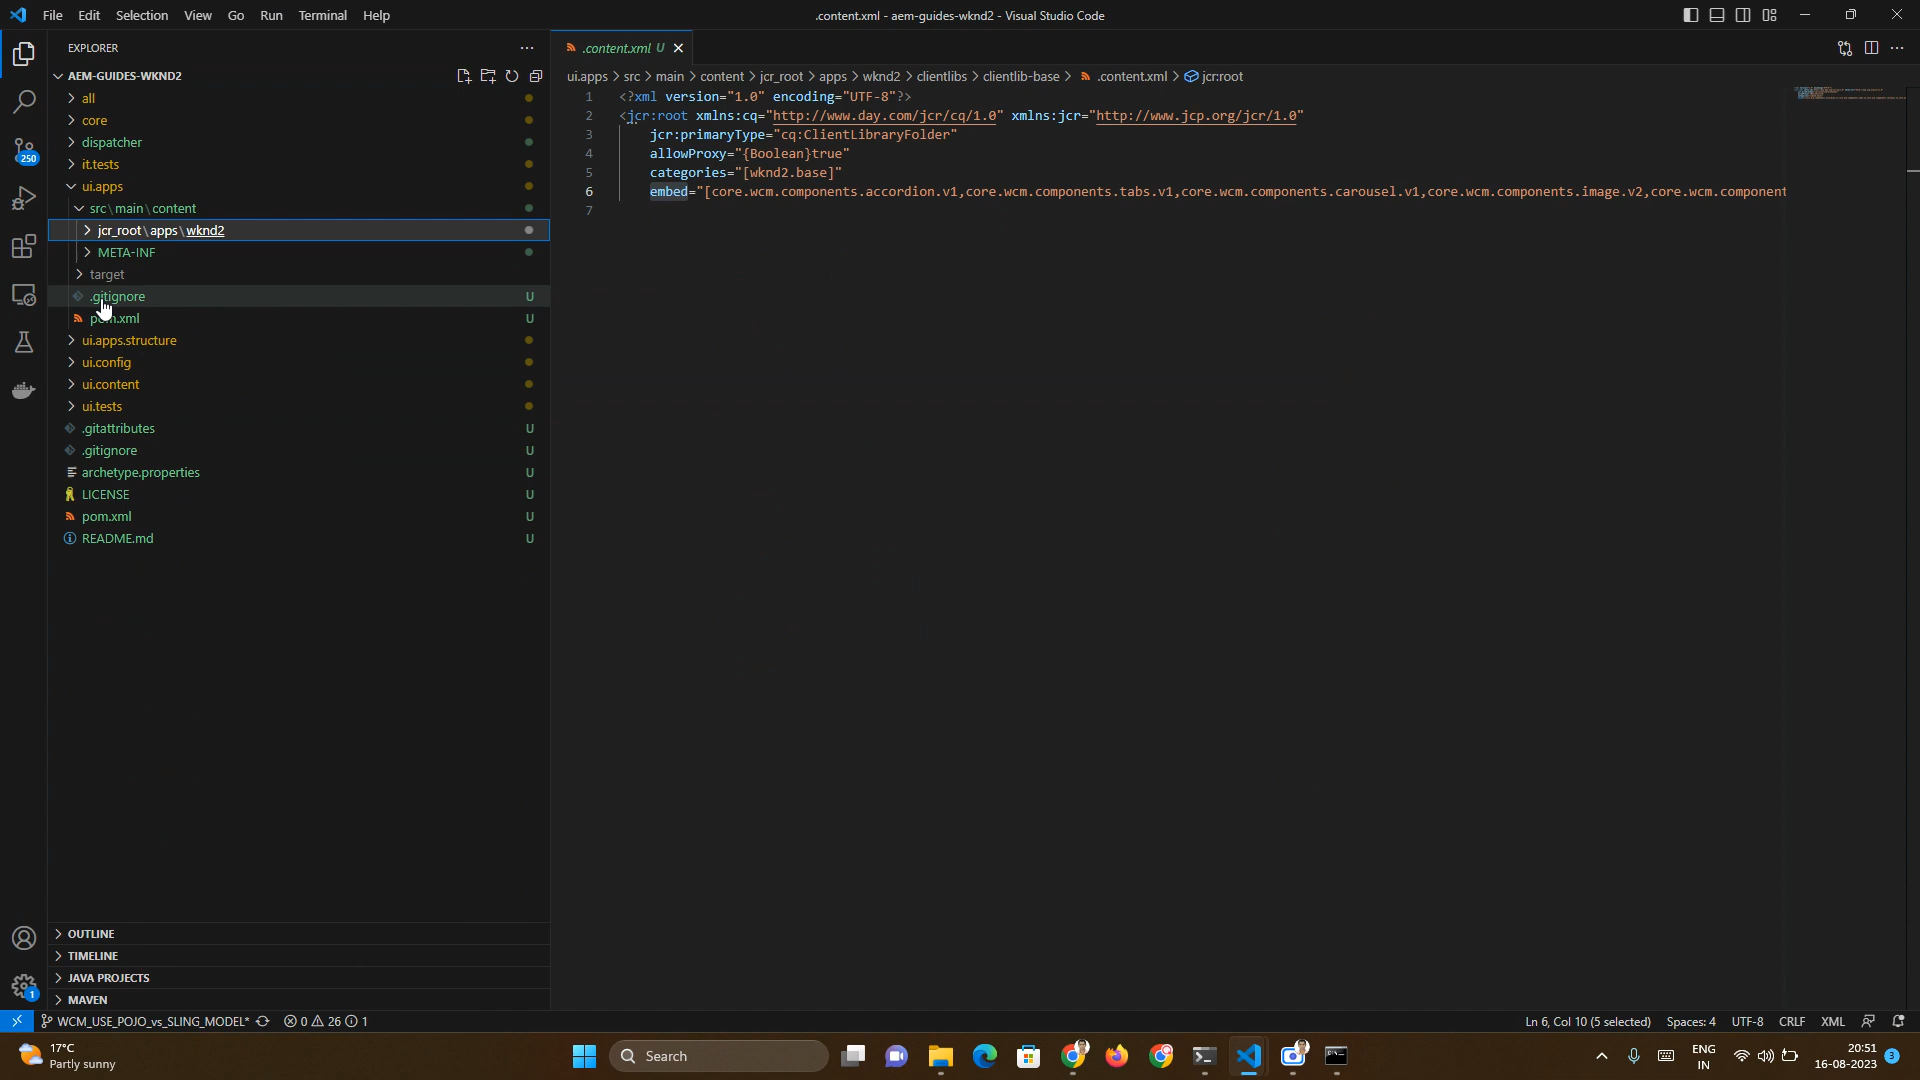 File Edit Selection View Go Run Terminal Help
.content.xml - aem-guides-wknd2 - Visual Studio Code
EXPLORER
AEM-GUIDES-WKND2
all
core
dispatcher
it.tests
ui.apps
src\main\content
jcr_root\apps\wknd2
META-INF
target
.gitignore U
pom.xml U
ui.apps.structure
ui.config
ui.content
ui.tests
.gitattributes U
.gitignore U
archetype.properties U
LICENSE U
pom.xml U
README.md U
OUTLINE
TIMELINE
JAVA PROJECTS
MAVEN
250
1
.content.xml U
ui.apps > src > main > content > jcr_root > apps > wknd2 > clientlibs > clientlib-base > .content.xml > jcr:root
1 <?xml version="1.0" encoding="UTF-8"?>
2 <jcr:root xmlns:cq="http://www.day.com/jcr/cq/1.0" xmlns:jcr="http://www.jcp.org/jcr/1.0"
3 jcr:primaryType="cq:ClientLibraryFolder"
4 allowProxy="{Boolean}true"
5 categories="[wknd2.base]"
6 embed="[core.wcm.components.accordion.v1,core.wcm.components.tabs.v1,core.wcm.components.carousel.v1,core.wcm.components.image.v2,core.wcm.component
7
WCM_USE_POJO_vs_SLING_MODEL* 0 26 1
Ln 6, Col 10 (5 selected) Spaces: 4 UTF-8 CRLF XML
17°C
Partly sunny
Search
ENG
IN
20:51
16-08-2023
3